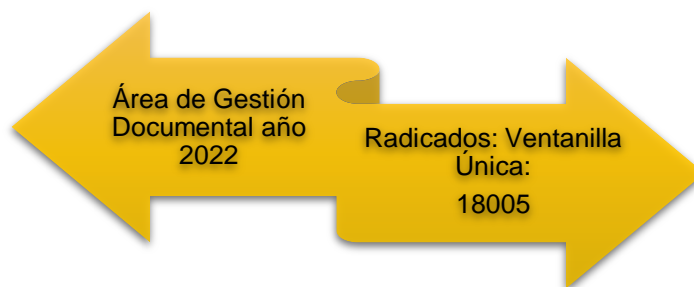 Área de Gestión
Documental año
2022
Radicados: Ventanilla
Única:
18005